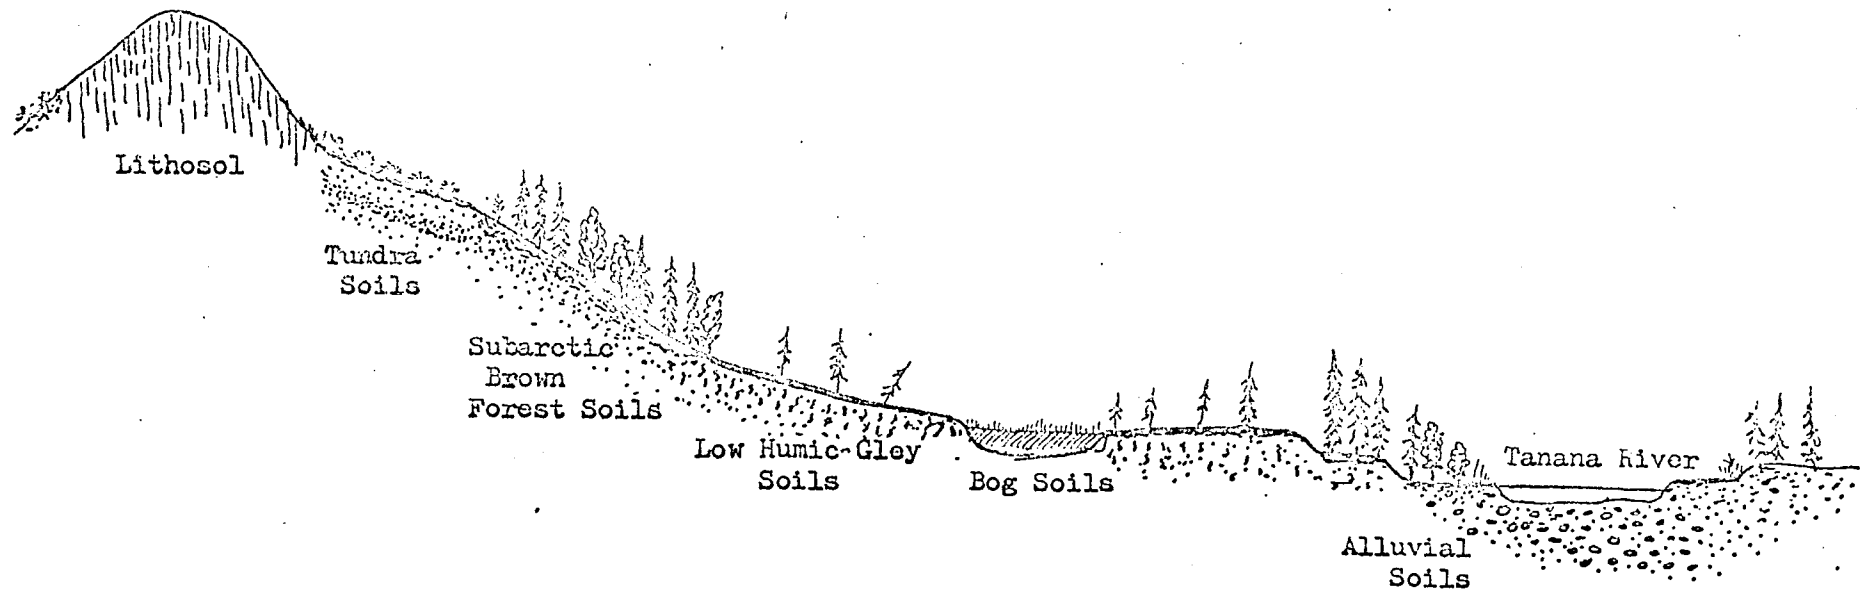 Lithosol
Tundra
Soils
Subarctic
Brown
Forest Soils
Low Humic-Gley
Soils
Bog Soils
Tanana River
Alluvial
Soils